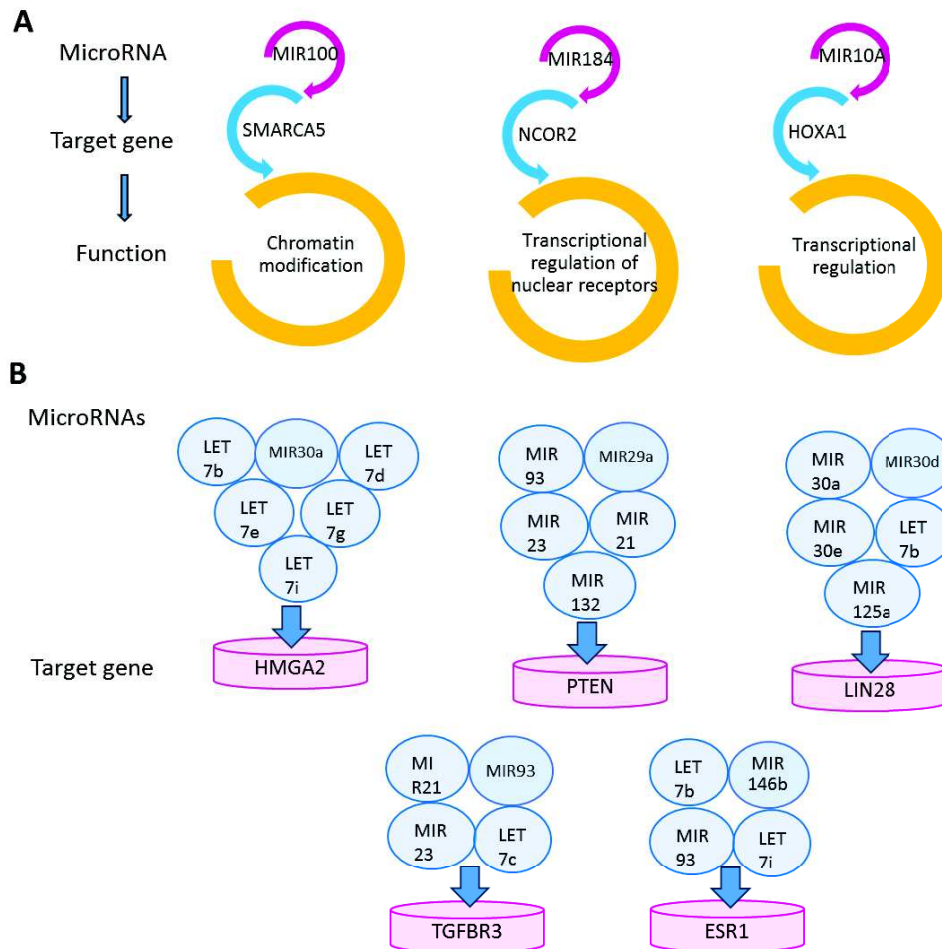 A
MicroRNA
Target gene
Function
MIR100
SMARCA5
Chromatin
modification
MIR184
NCOR2
Transcriptional
regulation of
nuclear receptors
MIR10A
HOXA1
Transcriptional
regulation
B
MicroRNAs
Target gene
LET
7b
MIR30a
LET
7d
LET
7e
LET
7g
LET
7i
HMGA2
MIR
93
MIR29a
MIR
23
MIR
21
MIR
132
PTEN
MIR
30a
MIR30d
MIR
30e
LET
7b
MIR
125a
LIN28
MI
R21
MIR93
MIR
23
LET
7c
TGFBR3
LET
7b
MIR
146b
MIR
93
LET
7i
ESR1